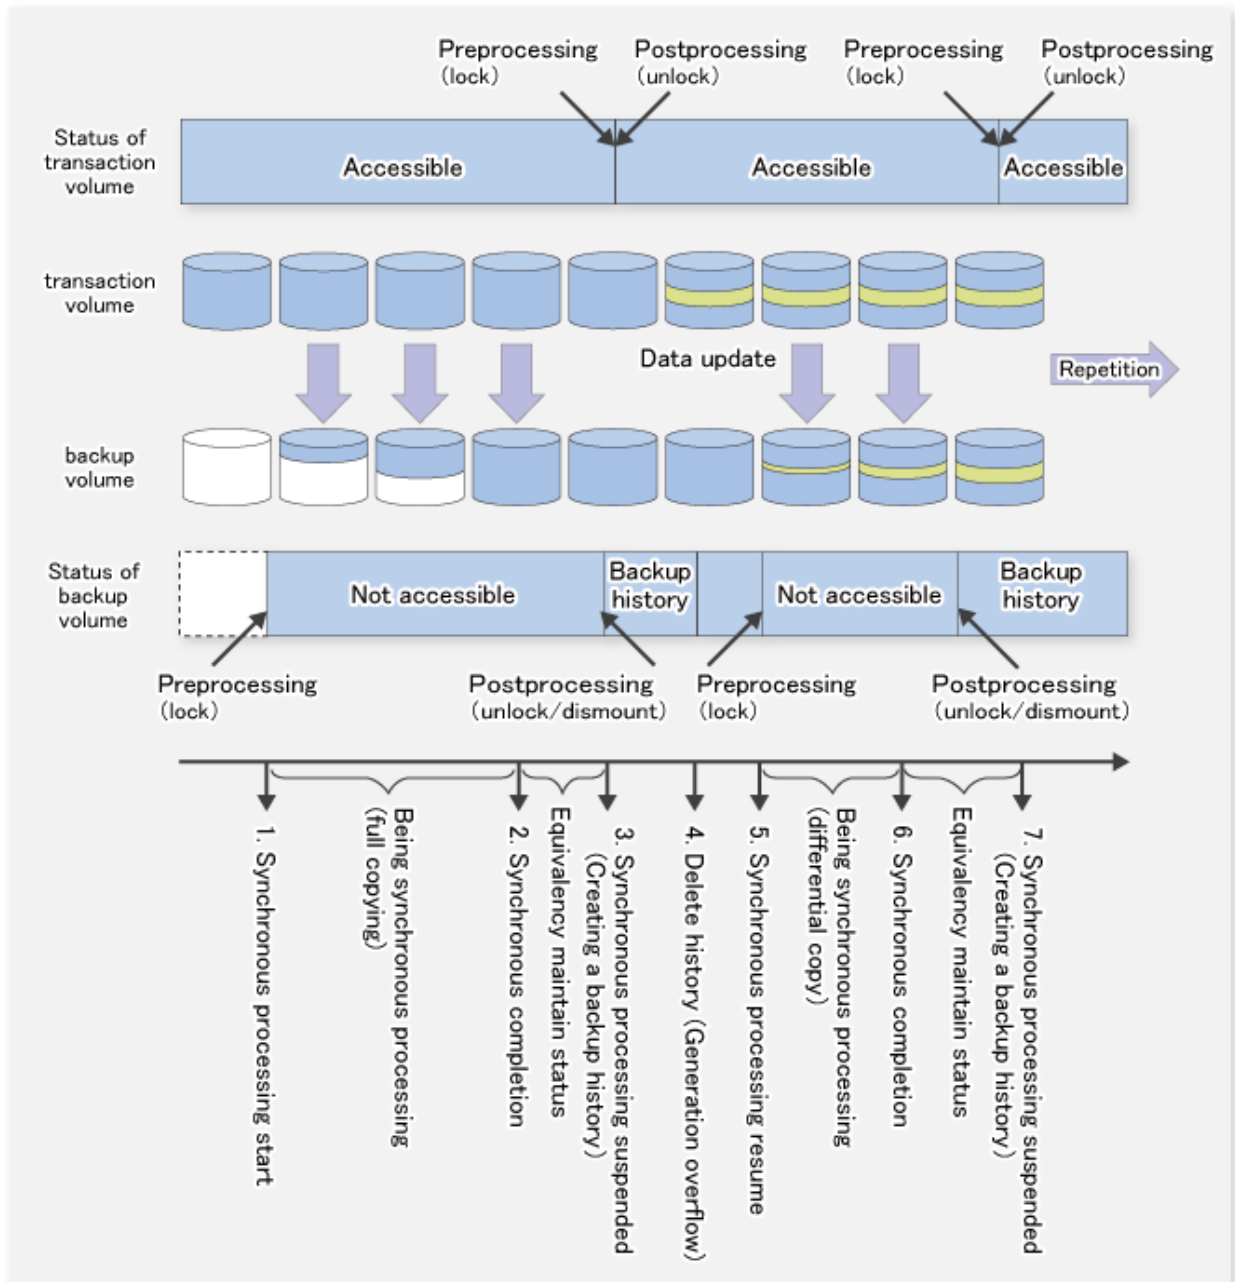 Preprocessing
(lock)
Postprocessing
(unlock)
Preprocessing
(lock)
Postprocessing
(unlock)
Status of
transaction
volume
Accessible
Accessible
Accessible
transaction
volume
Data update
Repetition
backup
volume
Status of
backup
volume
Not accessible
Backup
history
Not accessible
Backup
history
Preprocessing
(lock)
Postprocessing
(unlock/dismount)
Preprocessing
(lock)
Postprocessing
(unlock/dismount)
1. Synchronous processing start
Being synchronous processing
(full copying)
2. Synchronous completion
Equivalency maintain status
3. Synchronous processing suspended
(Creating a backup history)
4. Delete history (Generation overflow)
5. Synchronous processing resume
Being synchronous processing
(differential copy)
6. Synchronous completion
Equivalency maintain status
7. Synchronous processing suspended
(Creating a backup history)